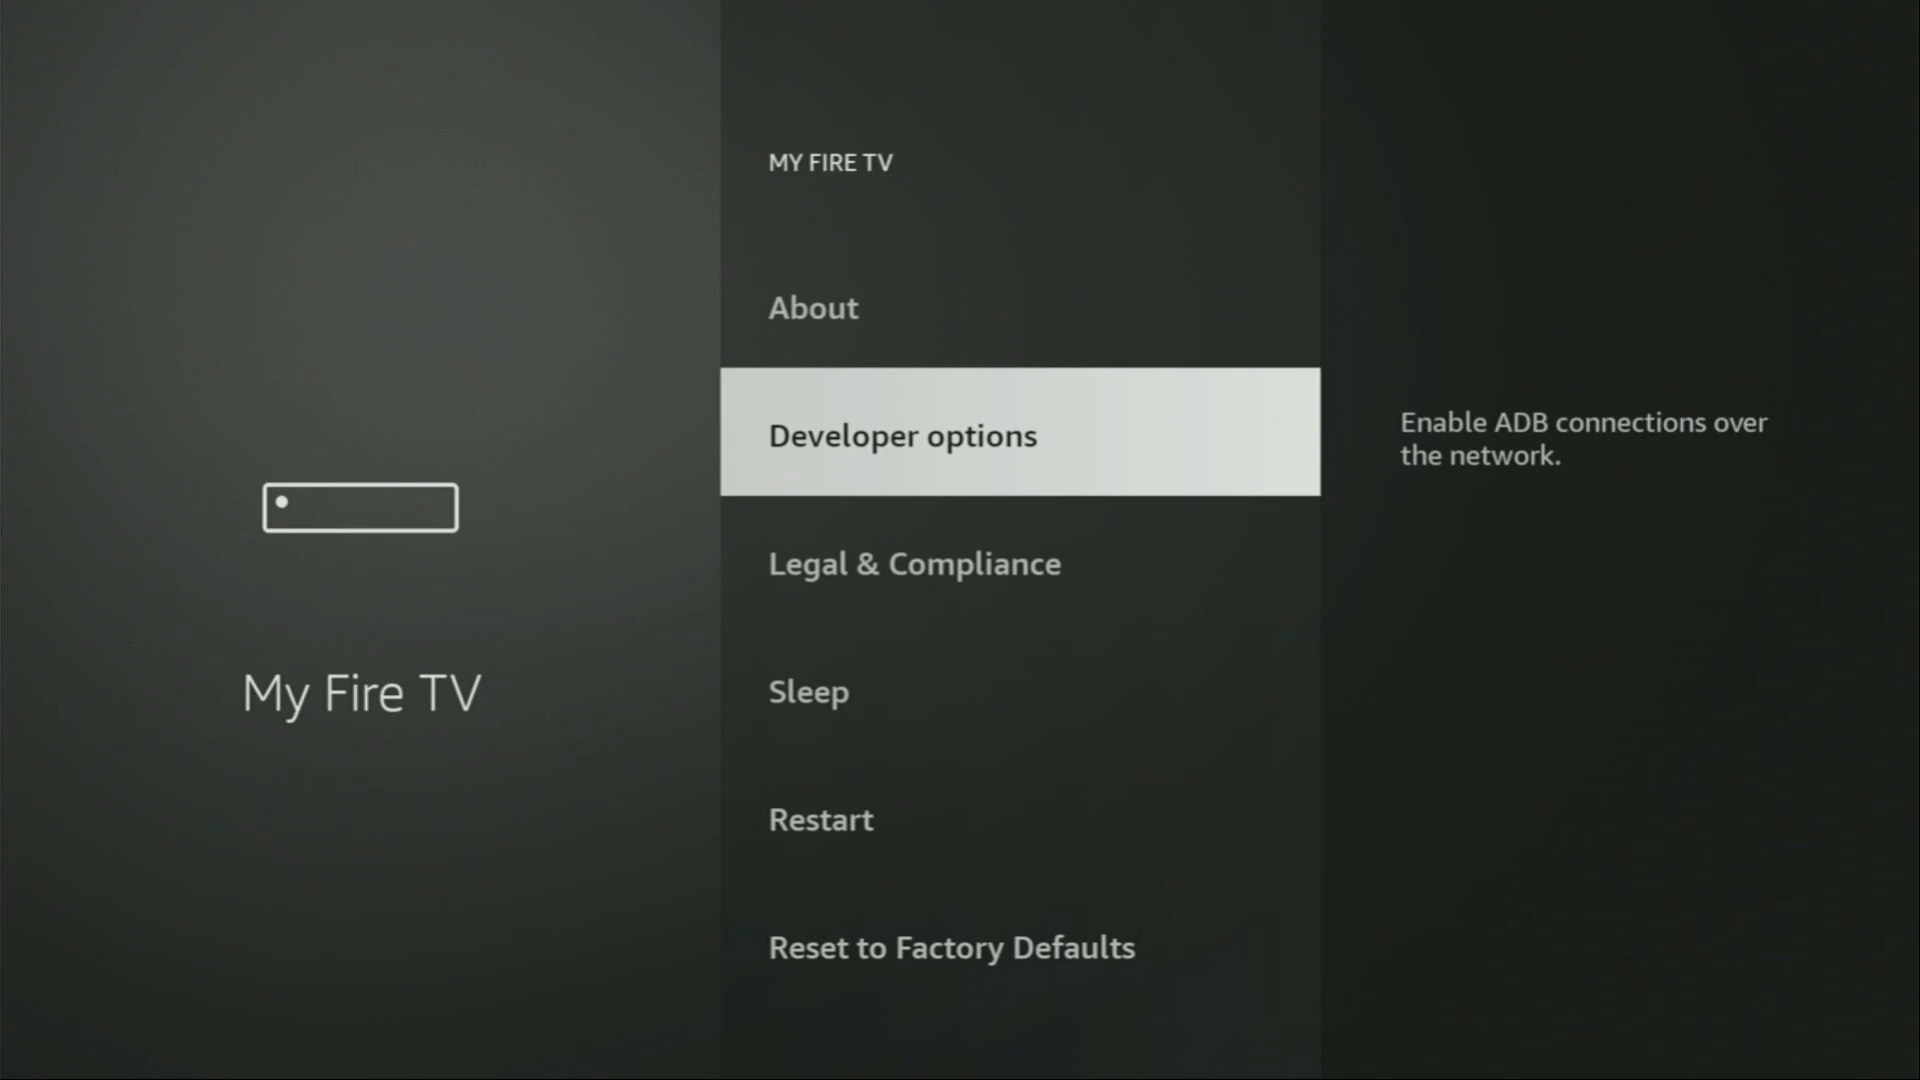 MY FIRE TV
About
Developer options
Enable ADB connections over
the network.
Legal & Compliance
Sleep
My Fire TV
Restart
Reset to Factory Defaults